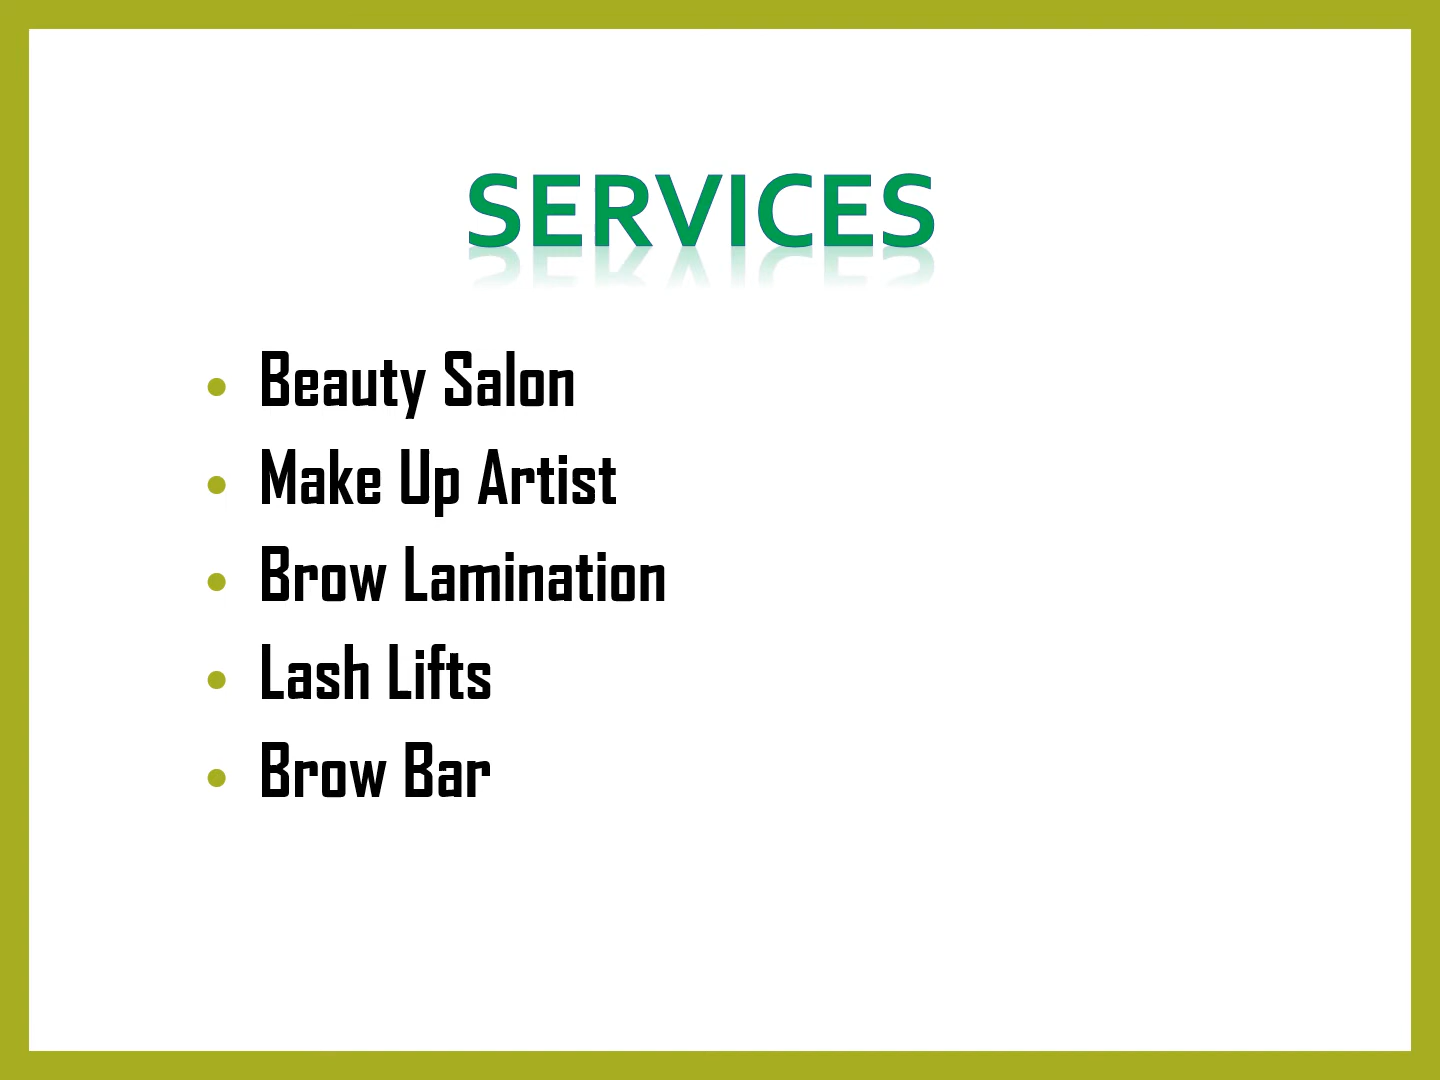 SERVICES
• Beauty Salon
• Make Up Artist
• Brow Lamination
• Lash Lifts
• Brow Bar